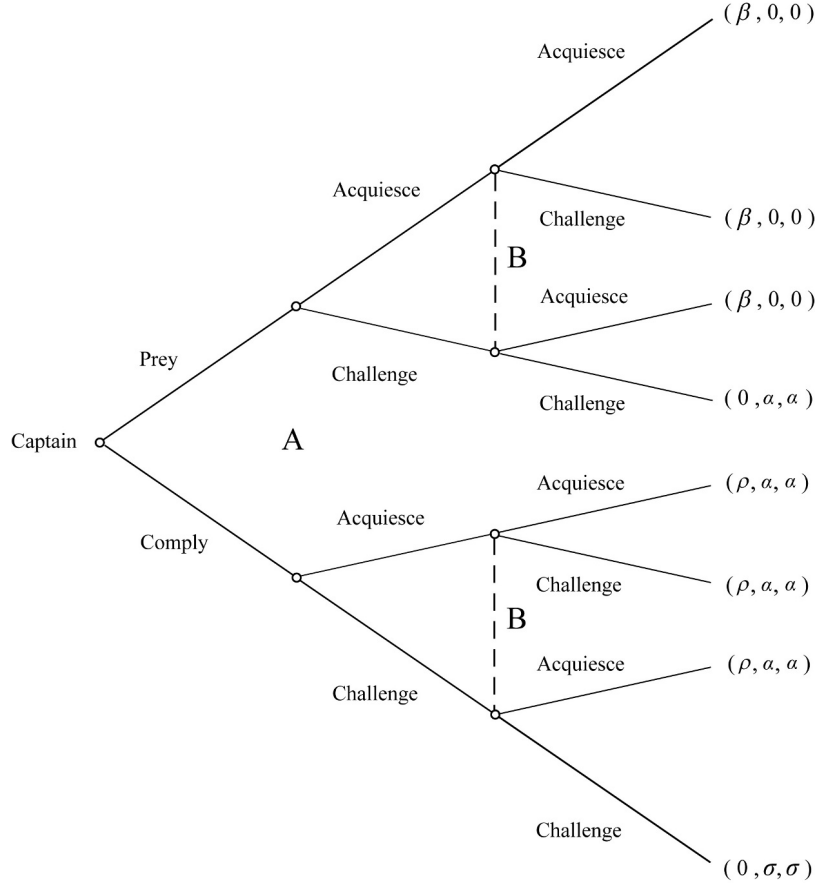 (β, 0, 0)
Acquiesce
Acquiesce
Challenge
(β, 0, 0)
B
Acquiesce
(β, 0, 0)
Prey
Challenge
Challenge
(0, α, α)
Captain
A
Acquiesce
(ρ, α, α)
Acquiesce
Comply
Challenge
(ρ, α, α)
B
Acquiesce
(ρ, α, α)
Challenge
Challenge
(0, σ, σ)